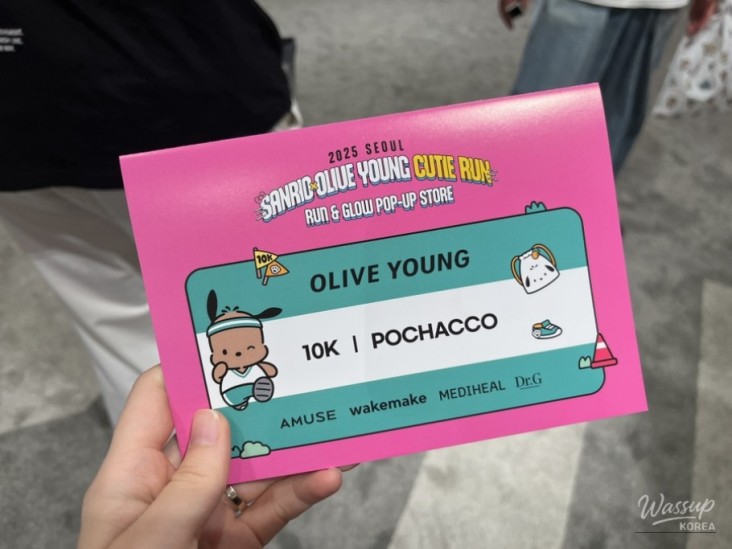 2025 SEOUL
SANRIO×OLIVE YOUNG CUTIE RUN
RUN & GLOW POP-UP STORE
10K
OLIVE YOUNG
10K | POCHACCO
AMUSE wakemake MEDIHEAL Dr.G
Wassup
KOREA